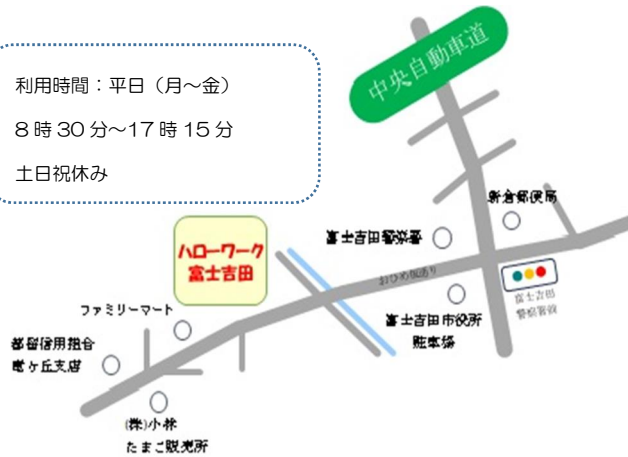 利用時間：平日（月～金）
8時30分～17時15分
土日祝休み
中央自動車道
新倉郵便局
富士吉田警察署
ハローワーク
富士吉田
おひめ坂通り
富士吉田
警察署前
富士吉田市役所
駐車場
ファミリーマート
都留信用組合
竜ヶ丘支店
(株)小林
たまご販売所